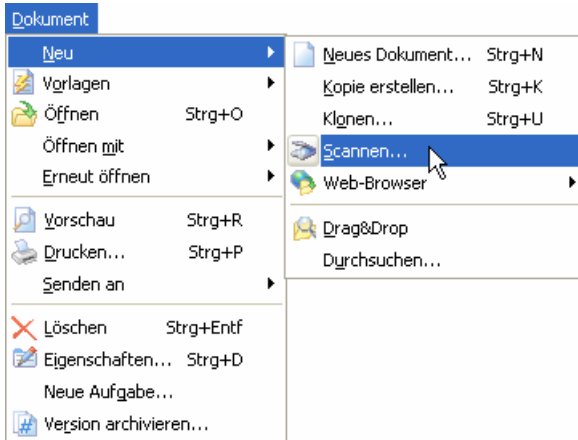 Dokument
Neu
Vorlagen
Öffnen Strg+O
Öffnen mit
Erneut öffnen
Vorschau Strg+R
Drucken... Strg+P
Senden an
Löschen Strg+Entf
Eigenschaften... Strg+D
Neue Aufgabe...
Version archivieren...
Neues Dokument... Strg+N
Kopie erstellen... Strg+K
Klonen... Strg+U
Scannen...
Web-Browser
Drag&Drop
Durchsuchen...